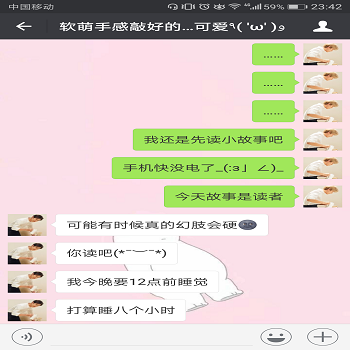 中国移动 4G 59% 23:42
软萌手感敲好的...可爱٩( 'ω' )و
......
......
......
我还是先读小故事吧
手机快没电了_(:з」∠)_
今天故事是读者
可能有时候真的幻肢会硬🌚
你读吧(*˘︶˘*)
我今晚要12点前睡觉
打算睡八个小时